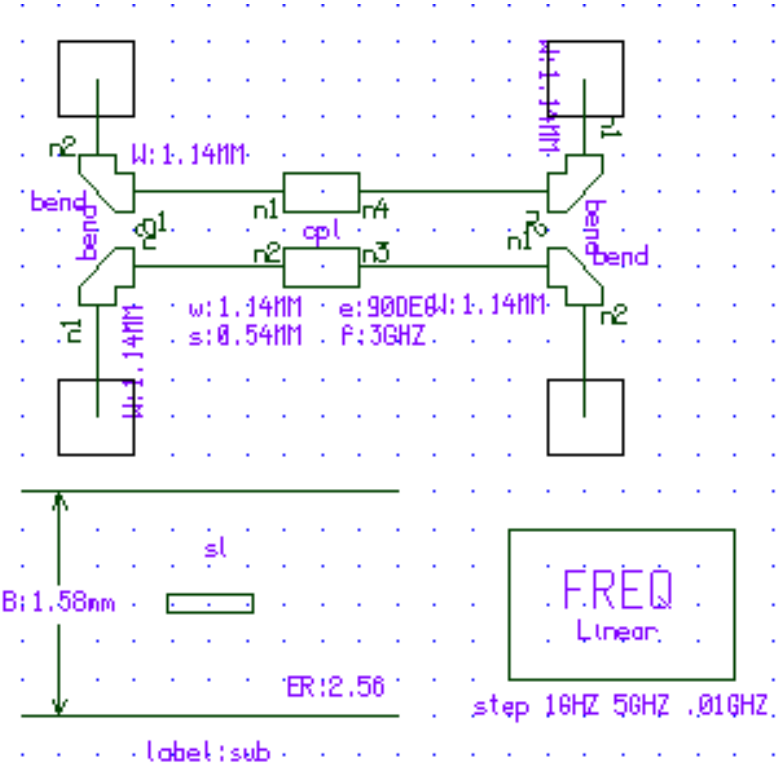 W:1.14MM
n2
n1
W:1.14MM
bend
bend
n1
n4
n1
n2
bend
cpl
n2
n3
n1
bend
w:1.14MM
e:90DEG
W:1.14MM
n2
n1
W:1.14MM
s:0.54MM
f:3GHZ
sl
B:1.58mm
FREQ
Linear
ER:2.56
step 1GHZ 5GHZ .01GHZ
label:sub